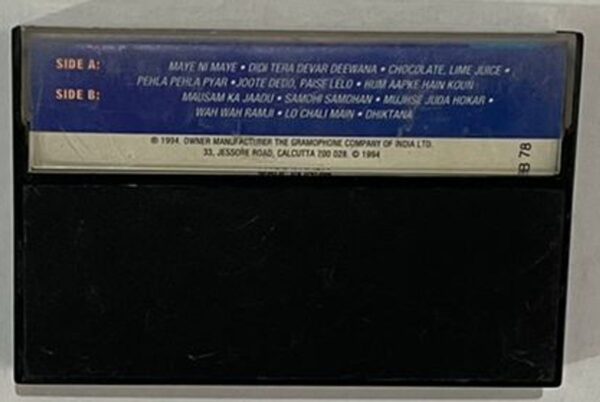 SIDE A: MAYE NI MAYE • DIDI TERA DEVAR DEEWANA • CHOCOLATE, LIME JUICE •
PEHLA PEHLA PYAR • JOOTE DEDO, PAISE LELO • HUM AAPKE HAIN KOUN
SIDE B: MAUSAM KA JAADU • SAMDHI SAMDHAN • MUJHSE JUDA HOKAR •
WAH WAH RAMJI • LO CHALI MAIN • DHIKTANA
℗ 1994. OWNER MANUFACTURER THE GRAMOPHONE COMPANY OF INDIA LTD.
33, JESSORE ROAD, CALCUTTA 700 028. © 1994
78